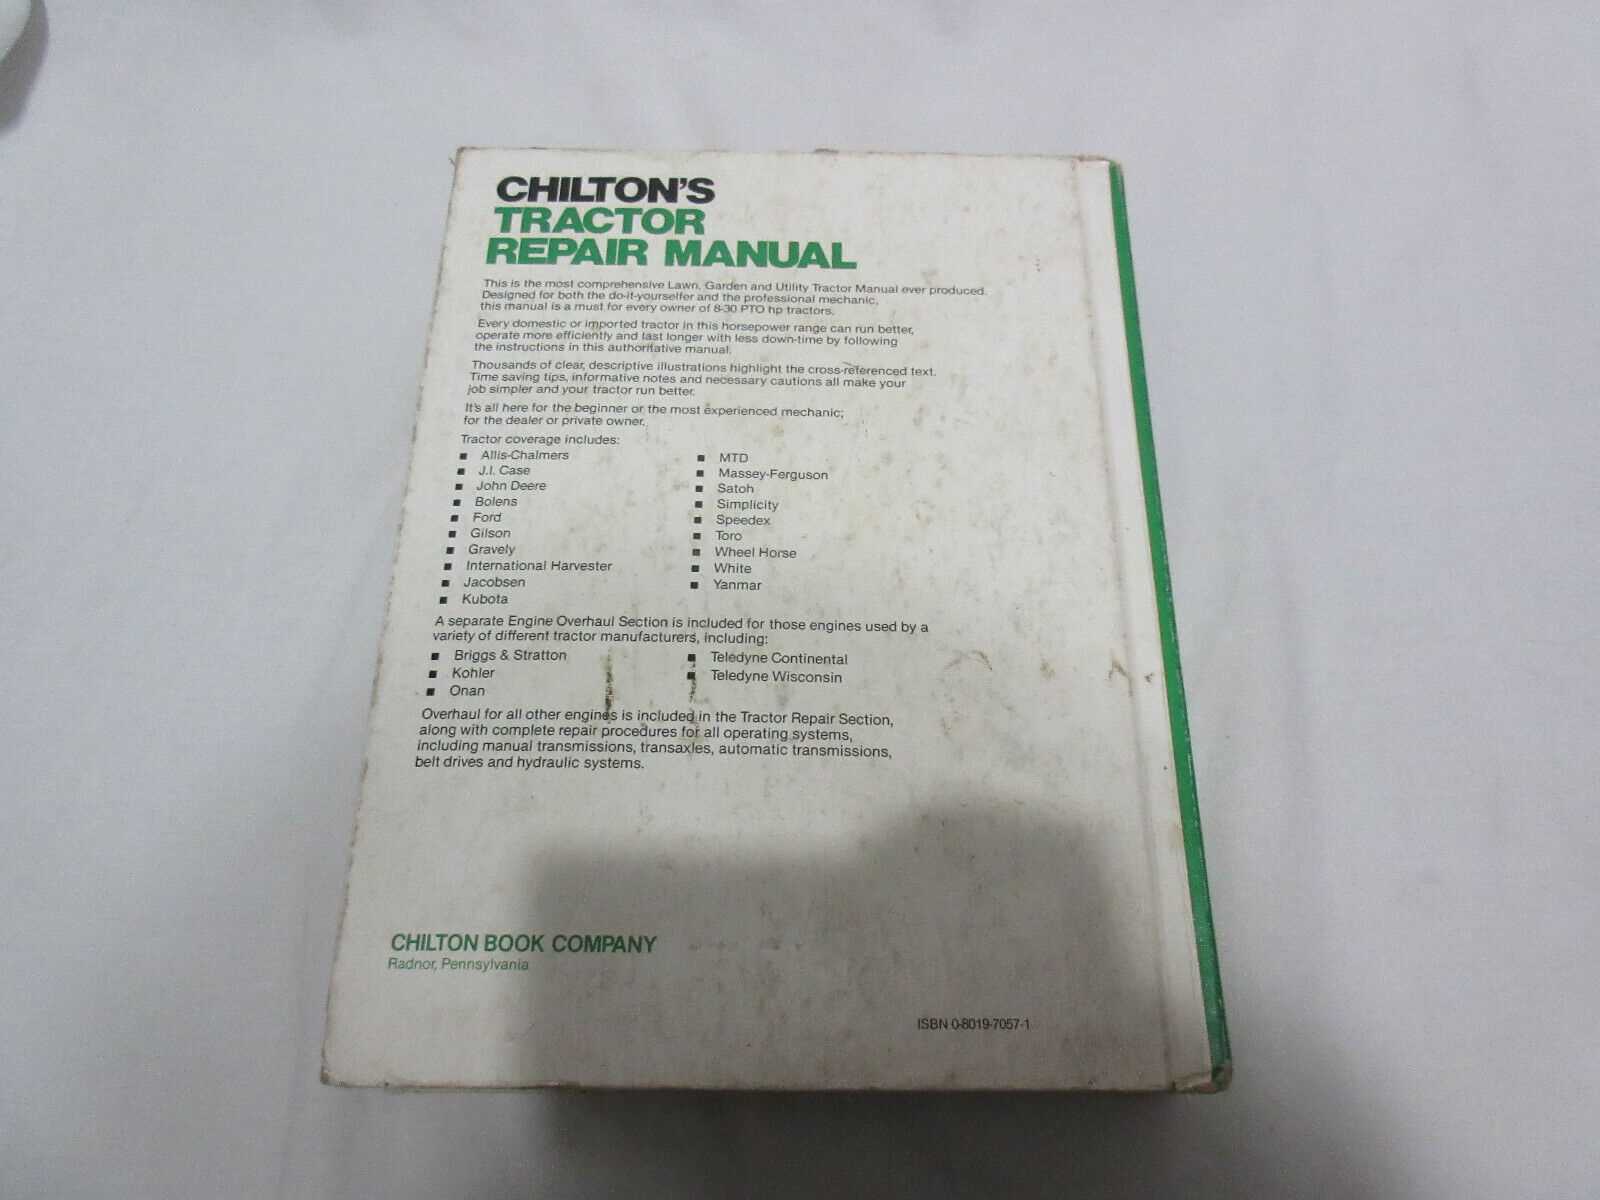 CHILTON'S
TRACTOR
REPAIR MANUAL
This is the most comprehensive Lawn, Garden and Utility Tractor Manual ever produced.
Designed for both the do-it-yourselfer and the professional mechanic,
this manual is a must for every owner of 8-30 PTO hp tractors.
Every domestic or imported tractor in this horsepower range can run better,
operate more efficiently and last longer with less down-time by following
the instructions in this authoritative manual.
Thousands of clear, descriptive illustrations highlight the cross-referenced text.
Time saving tips, informative notes and necessary cautions all make your
job simpler and your tractor run better.
It's all here for the beginner or the most experienced mechanic;
for the dealer or private owner.
Tractor coverage includes:
■ Allis-Chalmers
■ J.I. Case
■ John Deere
■ Bolens
■ Ford
■ Gilson
■ Gravely
■ International Harvester
■ Jacobsen
■ Kubota
■ MTD
■ Massey-Ferguson
■ Satoh
■ Simplicity
■ Speedex
■ Toro
■ Wheel Horse
■ White
■ Yanmar
A separate Engine Overhaul Section is included for those engines used by a
variety of different tractor manufacturers, including:
■ Briggs & Stratton
■ Kohler
■ Onan
■ Teledyne Continental
■ Teledyne Wisconsin
Overhaul for all other engines is included in the Tractor Repair Section,
along with complete repair procedures for all operating systems,
including manual transmissions, transaxles, automatic transmissions,
belt drives and hydraulic systems.
CHILTON BOOK COMPANY
Radnor, Pennsylvania
ISBN 0-8019-7057-1